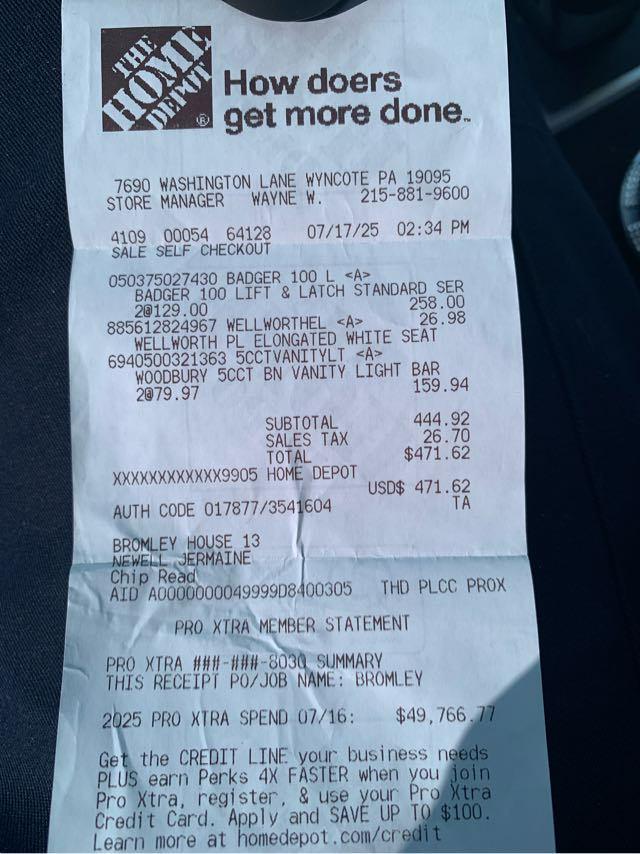 THE
HOME
DEPOT
®
How doers
get more done™
7690 WASHINGTON LANE WYNCOTE PA 19095
STORE MANAGER WAYNE W. 215-881-9600
4109 00054 64128 07/17/25 02:34 PM
SALE SELF CHECKOUT
050375027430 BADGER 100 L <A>
BADGER 100 LIFT & LATCH STANDARD SER
2@129.00 258.00
885612824967 WELLWORTHEL <A> 26.98
WELLWORTH PL ELONGATED WHITE SEAT
6940500321363 5CCTVANITYLT <A>
WOODBURY 5CCT BN VANITY LIGHT BAR
2@79.97 159.94
SUBTOTAL 444.92
SALES TAX 26.70
TOTAL $471.62
XXXXXXXXXXXX9905 HOME DEPOT
USD$ 471.62
AUTH CODE 017877/3541604 TA
BROMLEY HOUSE 13
NEWELL JERMAINE
Chip Read
AID A0000000049999D8400305 THD PLCC PROX
PRO XTRA MEMBER STATEMENT
PRO XTRA ###-###-8030 SUMMARY
THIS RECEIPT PO/JOB NAME: BROMLEY
2025 PRO XTRA SPEND 07/16: $49,766.77
Get the CREDIT LINE your business needs
PLUS earn Perks 4X FASTER when you join
Pro Xtra, register, & use your Pro Xtra
Credit Card. Apply and SAVE UP TO $100.
Learn more at homedepot.com/credit